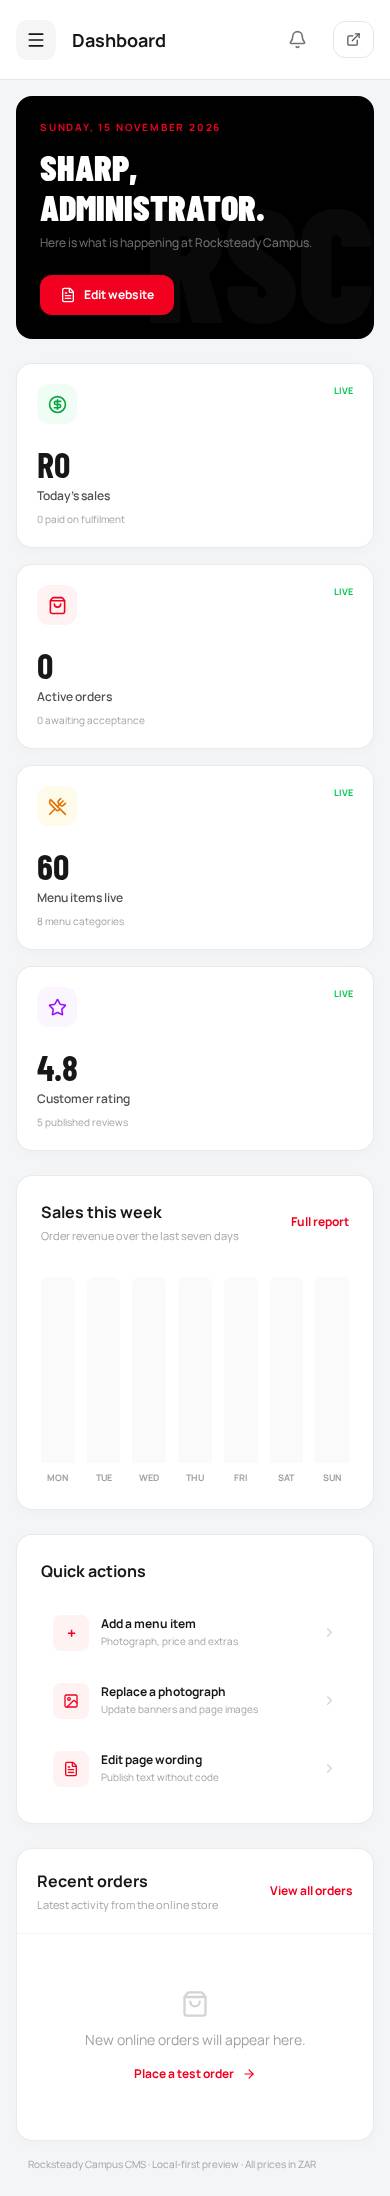 Dashboard
SUNDAY, 15 NOVEMBER 2026
SHARP,
ADMINISTRATOR.
Here is what is happening at Rocksteady Campus.
RSC
Edit website
LIVE
R0
Today's sales
0 paid on fulfilment
LIVE
0
Active orders
0 awaiting acceptance
LIVE
60
Menu items live
8 menu categories
LIVE
4.8
Customer rating
5 published reviews
Sales this week
Full report
Order revenue over the last seven days
MON TUE WED THU FRI SAT SUN
Quick actions
Add a menu item
Photograph, price and extras
Replace a photograph
Update banners and page images
Edit page wording
Publish text without code
Recent orders
View all orders
Latest activity from the online store
New online orders will appear here.
Place a test order
Rocksteady Campus CMS · Local-first preview · All prices in ZAR